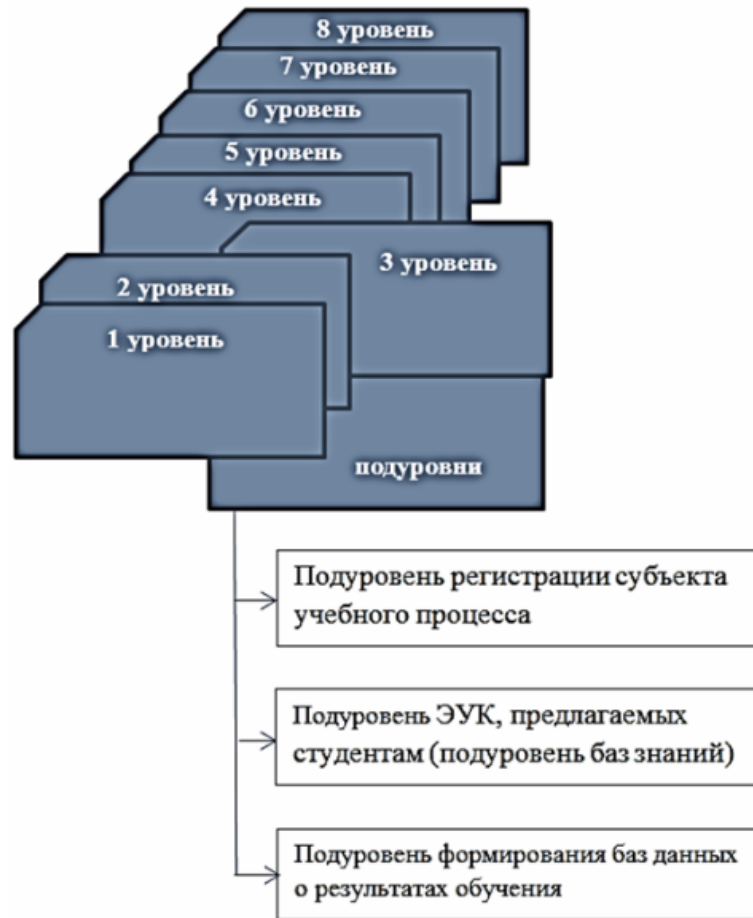 8 уровень
7 уровень
6 уровень
5 уровень
4 уровень
3 уровень
2 уровень
1 уровень
подуровни
Подуровень регистрации субъекта
учебного процесса
Подуровень ЭУК, предлагаемых
студентам (подуровень баз знаний)
Подуровень формирования баз данных
о результатах обучения